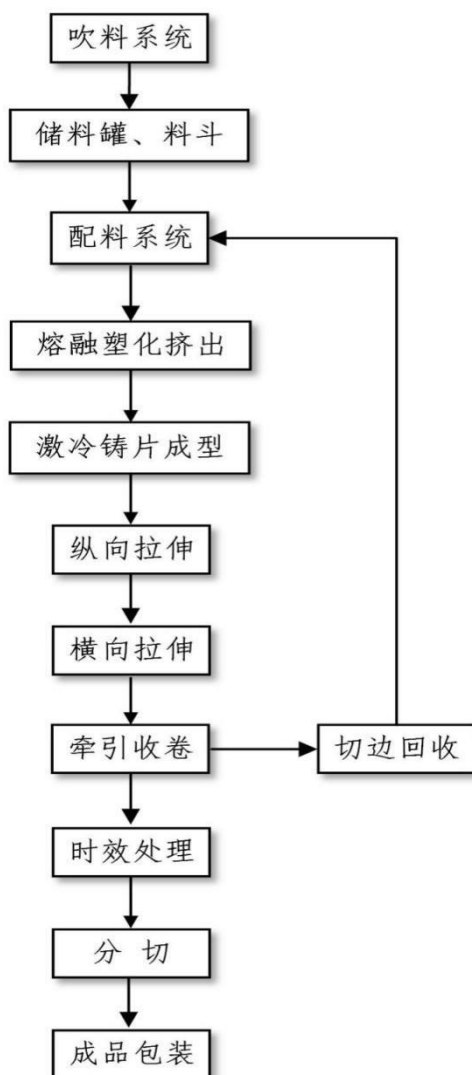 吹料系统
储料罐、料斗
配料系统
熔融塑化挤出
激冷铸片成型
纵向拉伸
横向拉伸
牵引收卷
切边回收
时效处理
分 切
成品包装